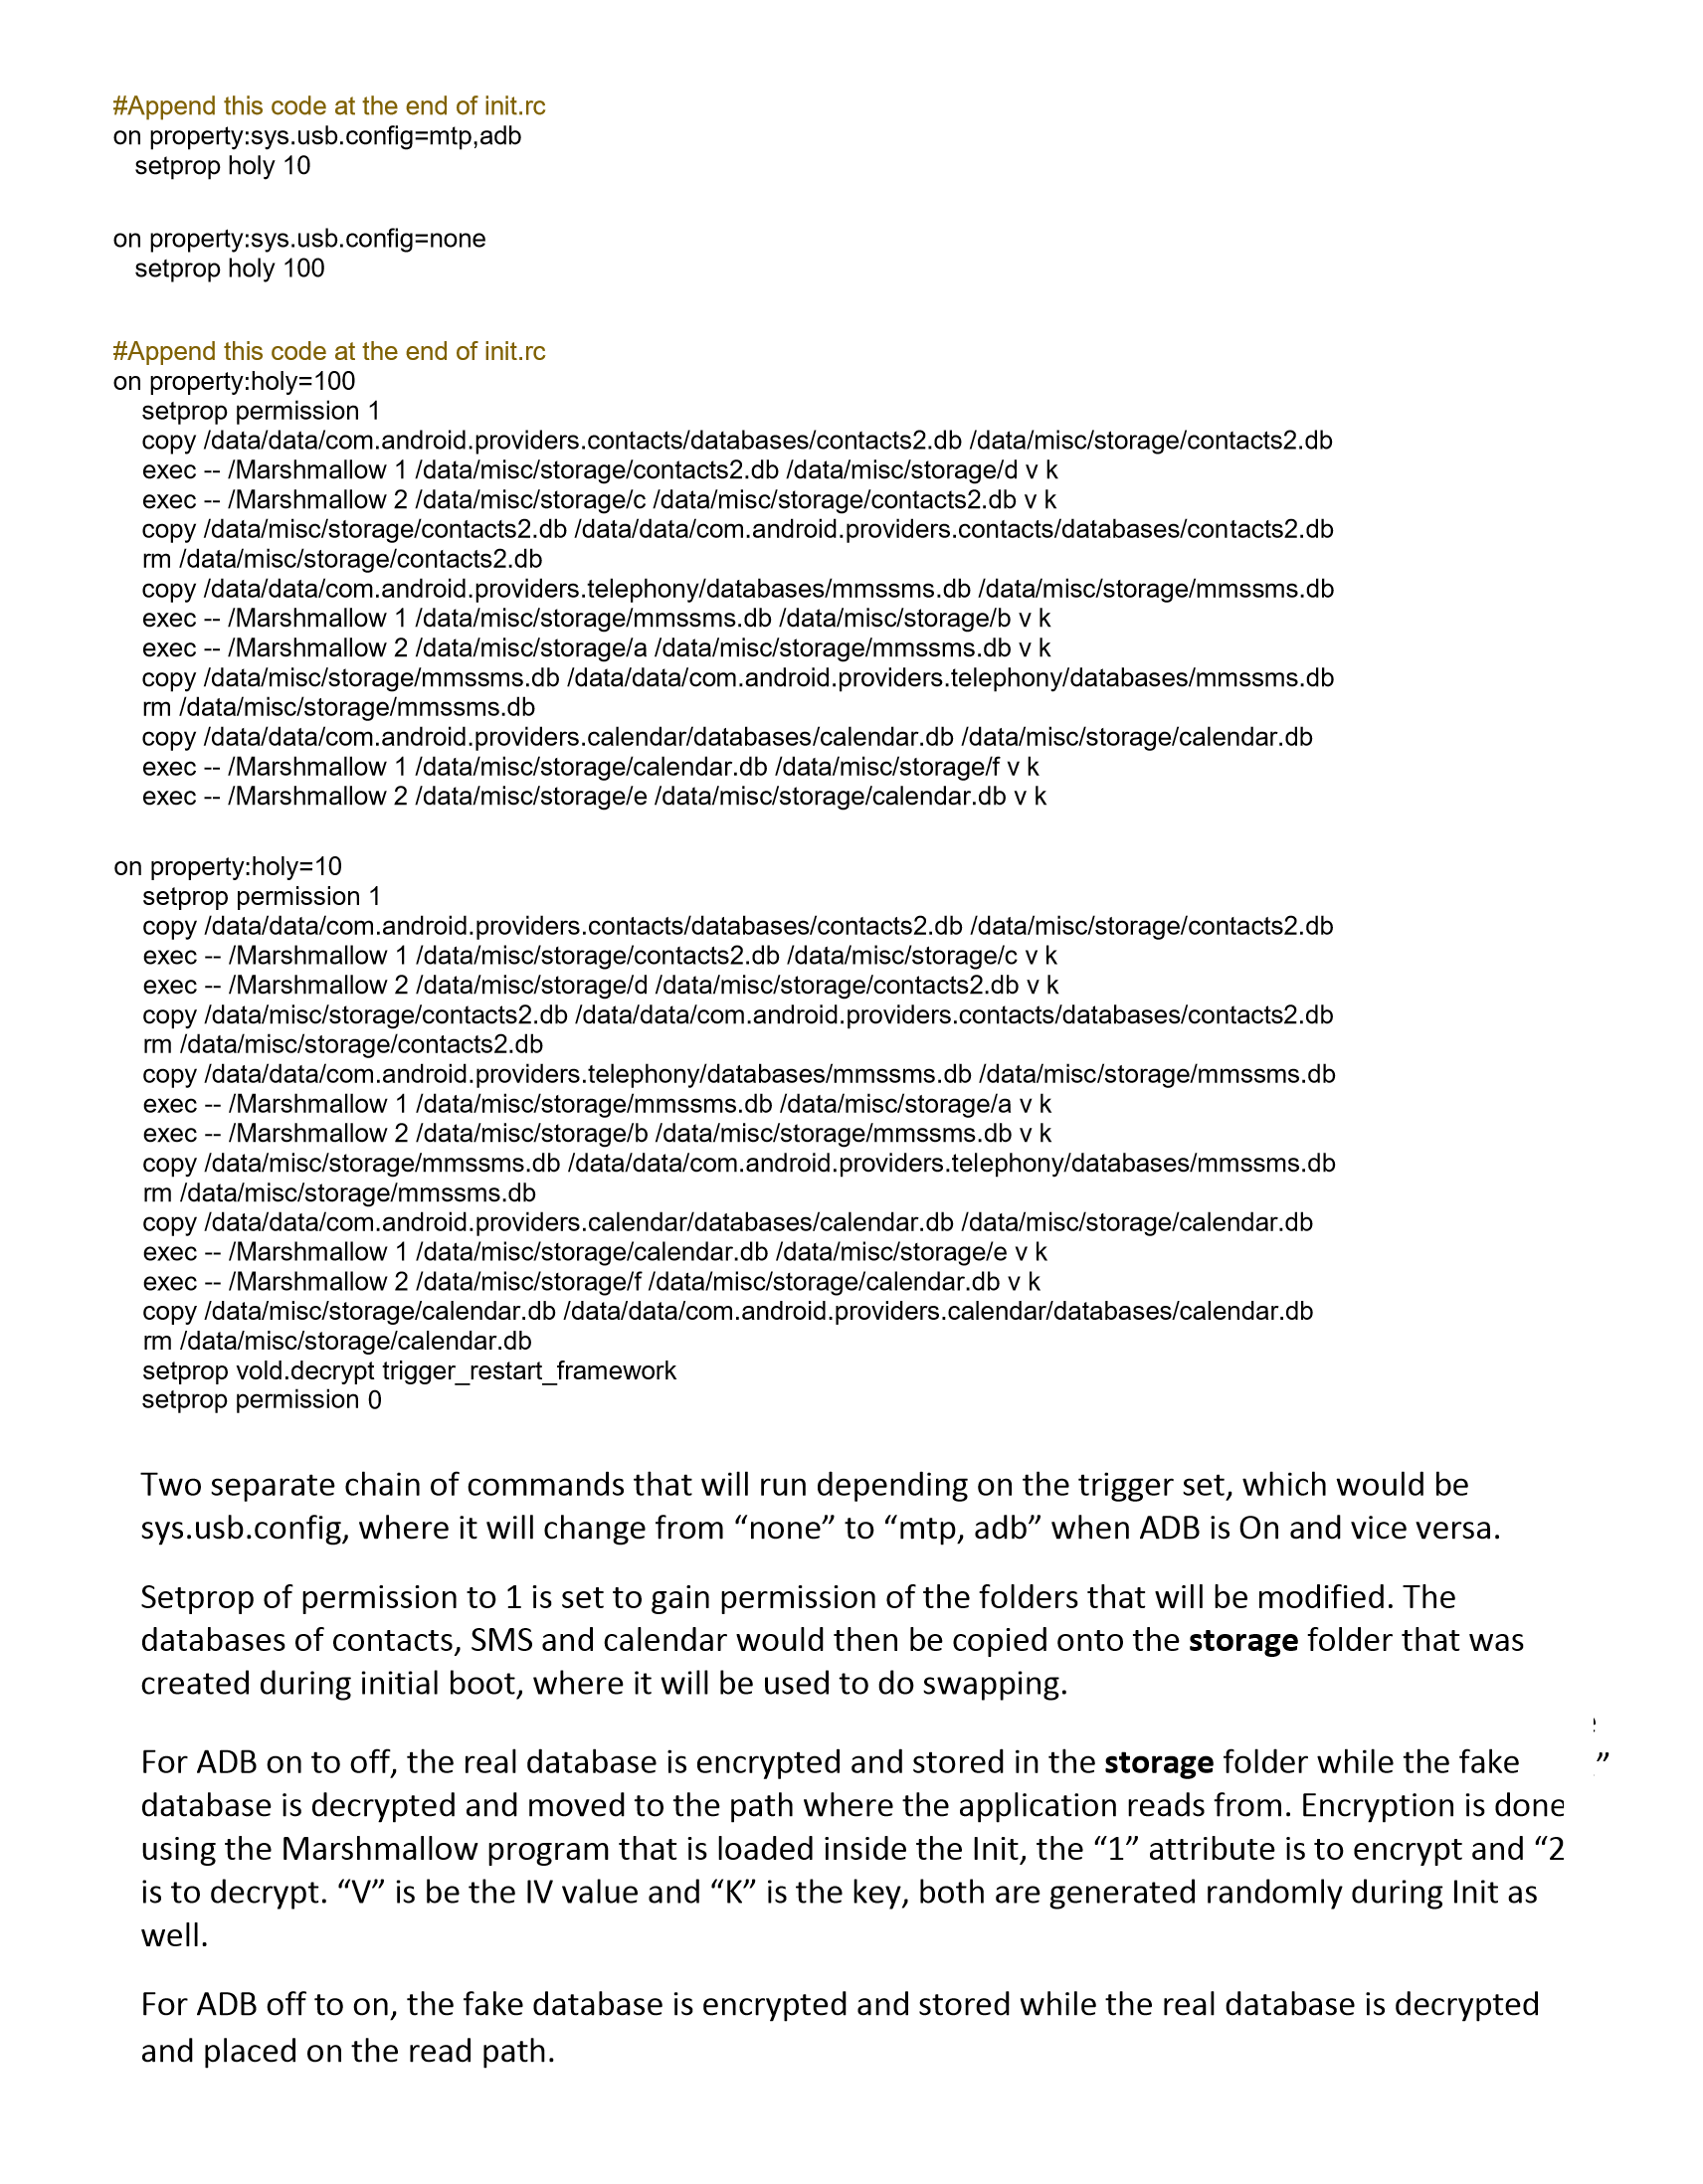 #Append this code at the end of init.rc
on property:sys.usb.config=mtp,adb
setprop holy 10
on property:sys.usb.config=none
setprop holy 100
#Append this code at the end of init.rc
on property:holy=100
setprop permission 1
copy /data/data/com.android.providers.contacts/databases/contacts2.db /data/misc/storage/contacts2.db
exec -- /Marshmallow 1 /data/misc/storage/contacts2.db /data/misc/storage/d v k
exec -- /Marshmallow 2 /data/misc/storage/c /data/misc/storage/contacts2.db v k
copy /data/misc/storage/contacts2.db /data/data/com.android.providers.contacts/databases/contacts2.db
rm /data/misc/storage/contacts2.db
copy /data/data/com.android.providers.telephony/databases/mmssms.db /data/misc/storage/mmssms.db
exec -- /Marshmallow 1 /data/misc/storage/mmssms.db /data/misc/storage/b v k
exec -- /Marshmallow 2 /data/misc/storage/a /data/misc/storage/mmssms.db v k
copy /data/misc/storage/mmssms.db /data/data/com.android.providers.telephony/databases/mmssms.db
rm /data/misc/storage/mmssms.db
copy /data/data/com.android.providers.calendar/databases/calendar.db /data/misc/storage/calendar.db
exec -- /Marshmallow 1 /data/misc/storage/calendar.db /data/misc/storage/f v k
exec -- /Marshmallow 2 /data/misc/storage/e /data/misc/storage/calendar.db v k
on property:holy=10
setprop permission 1
copy /data/data/com.android.providers.contacts/databases/contacts2.db /data/misc/storage/contacts2.db
exec -- /Marshmallow 1 /data/misc/storage/contacts2.db /data/misc/storage/c v k
exec -- /Marshmallow 2 /data/misc/storage/d /data/misc/storage/contacts2.db v k
copy /data/misc/storage/contacts2.db /data/data/com.android.providers.contacts/databases/contacts2.db
rm /data/misc/storage/contacts2.db
copy /data/data/com.android.providers.telephony/databases/mmssms.db /data/misc/storage/mmssms.db
exec -- /Marshmallow 1 /data/misc/storage/mmssms.db /data/misc/storage/a v k
exec -- /Marshmallow 2 /data/misc/storage/b /data/misc/storage/mmssms.db v k
copy /data/misc/storage/mmssms.db /data/data/com.android.providers.telephony/databases/mmssms.db
rm /data/misc/storage/mmssms.db
copy /data/data/com.android.providers.calendar/databases/calendar.db /data/misc/storage/calendar.db
exec -- /Marshmallow 1 /data/misc/storage/calendar.db /data/misc/storage/e v k
exec -- /Marshmallow 2 /data/misc/storage/f /data/misc/storage/calendar.db v k
copy /data/misc/storage/calendar.db /data/data/com.android.providers.calendar/databases/calendar.db
rm /data/misc/storage/calendar.db
setprop vold.decrypt trigger_restart_framework
setprop permission 0
Two separate chain of commands that will run depending on the trigger set, which would be
sys.usb.config, where it will change from “none” to “mtp, adb” when ADB is On and vice versa.
Setprop of permission to 1 is set to gain permission of the folders that will be modified. The
databases of contacts, SMS and calendar would then be copied onto the storage folder that was
created during initial boot, where it will be used to do swapping.
For ADB on to off, the real database is encrypted and stored in the storage folder while the fake ”
database is decrypted and moved to the path where the application reads from. Encryption is done
using the Marshmallow program that is loaded inside the Init, the “1” attribute is to encrypt and “2
is to decrypt. “V” is be the IV value and “K” is the key, both are generated randomly during Init as
well.
For ADB off to on, the fake database is encrypted and stored while the real database is decrypted
and placed on the read path.